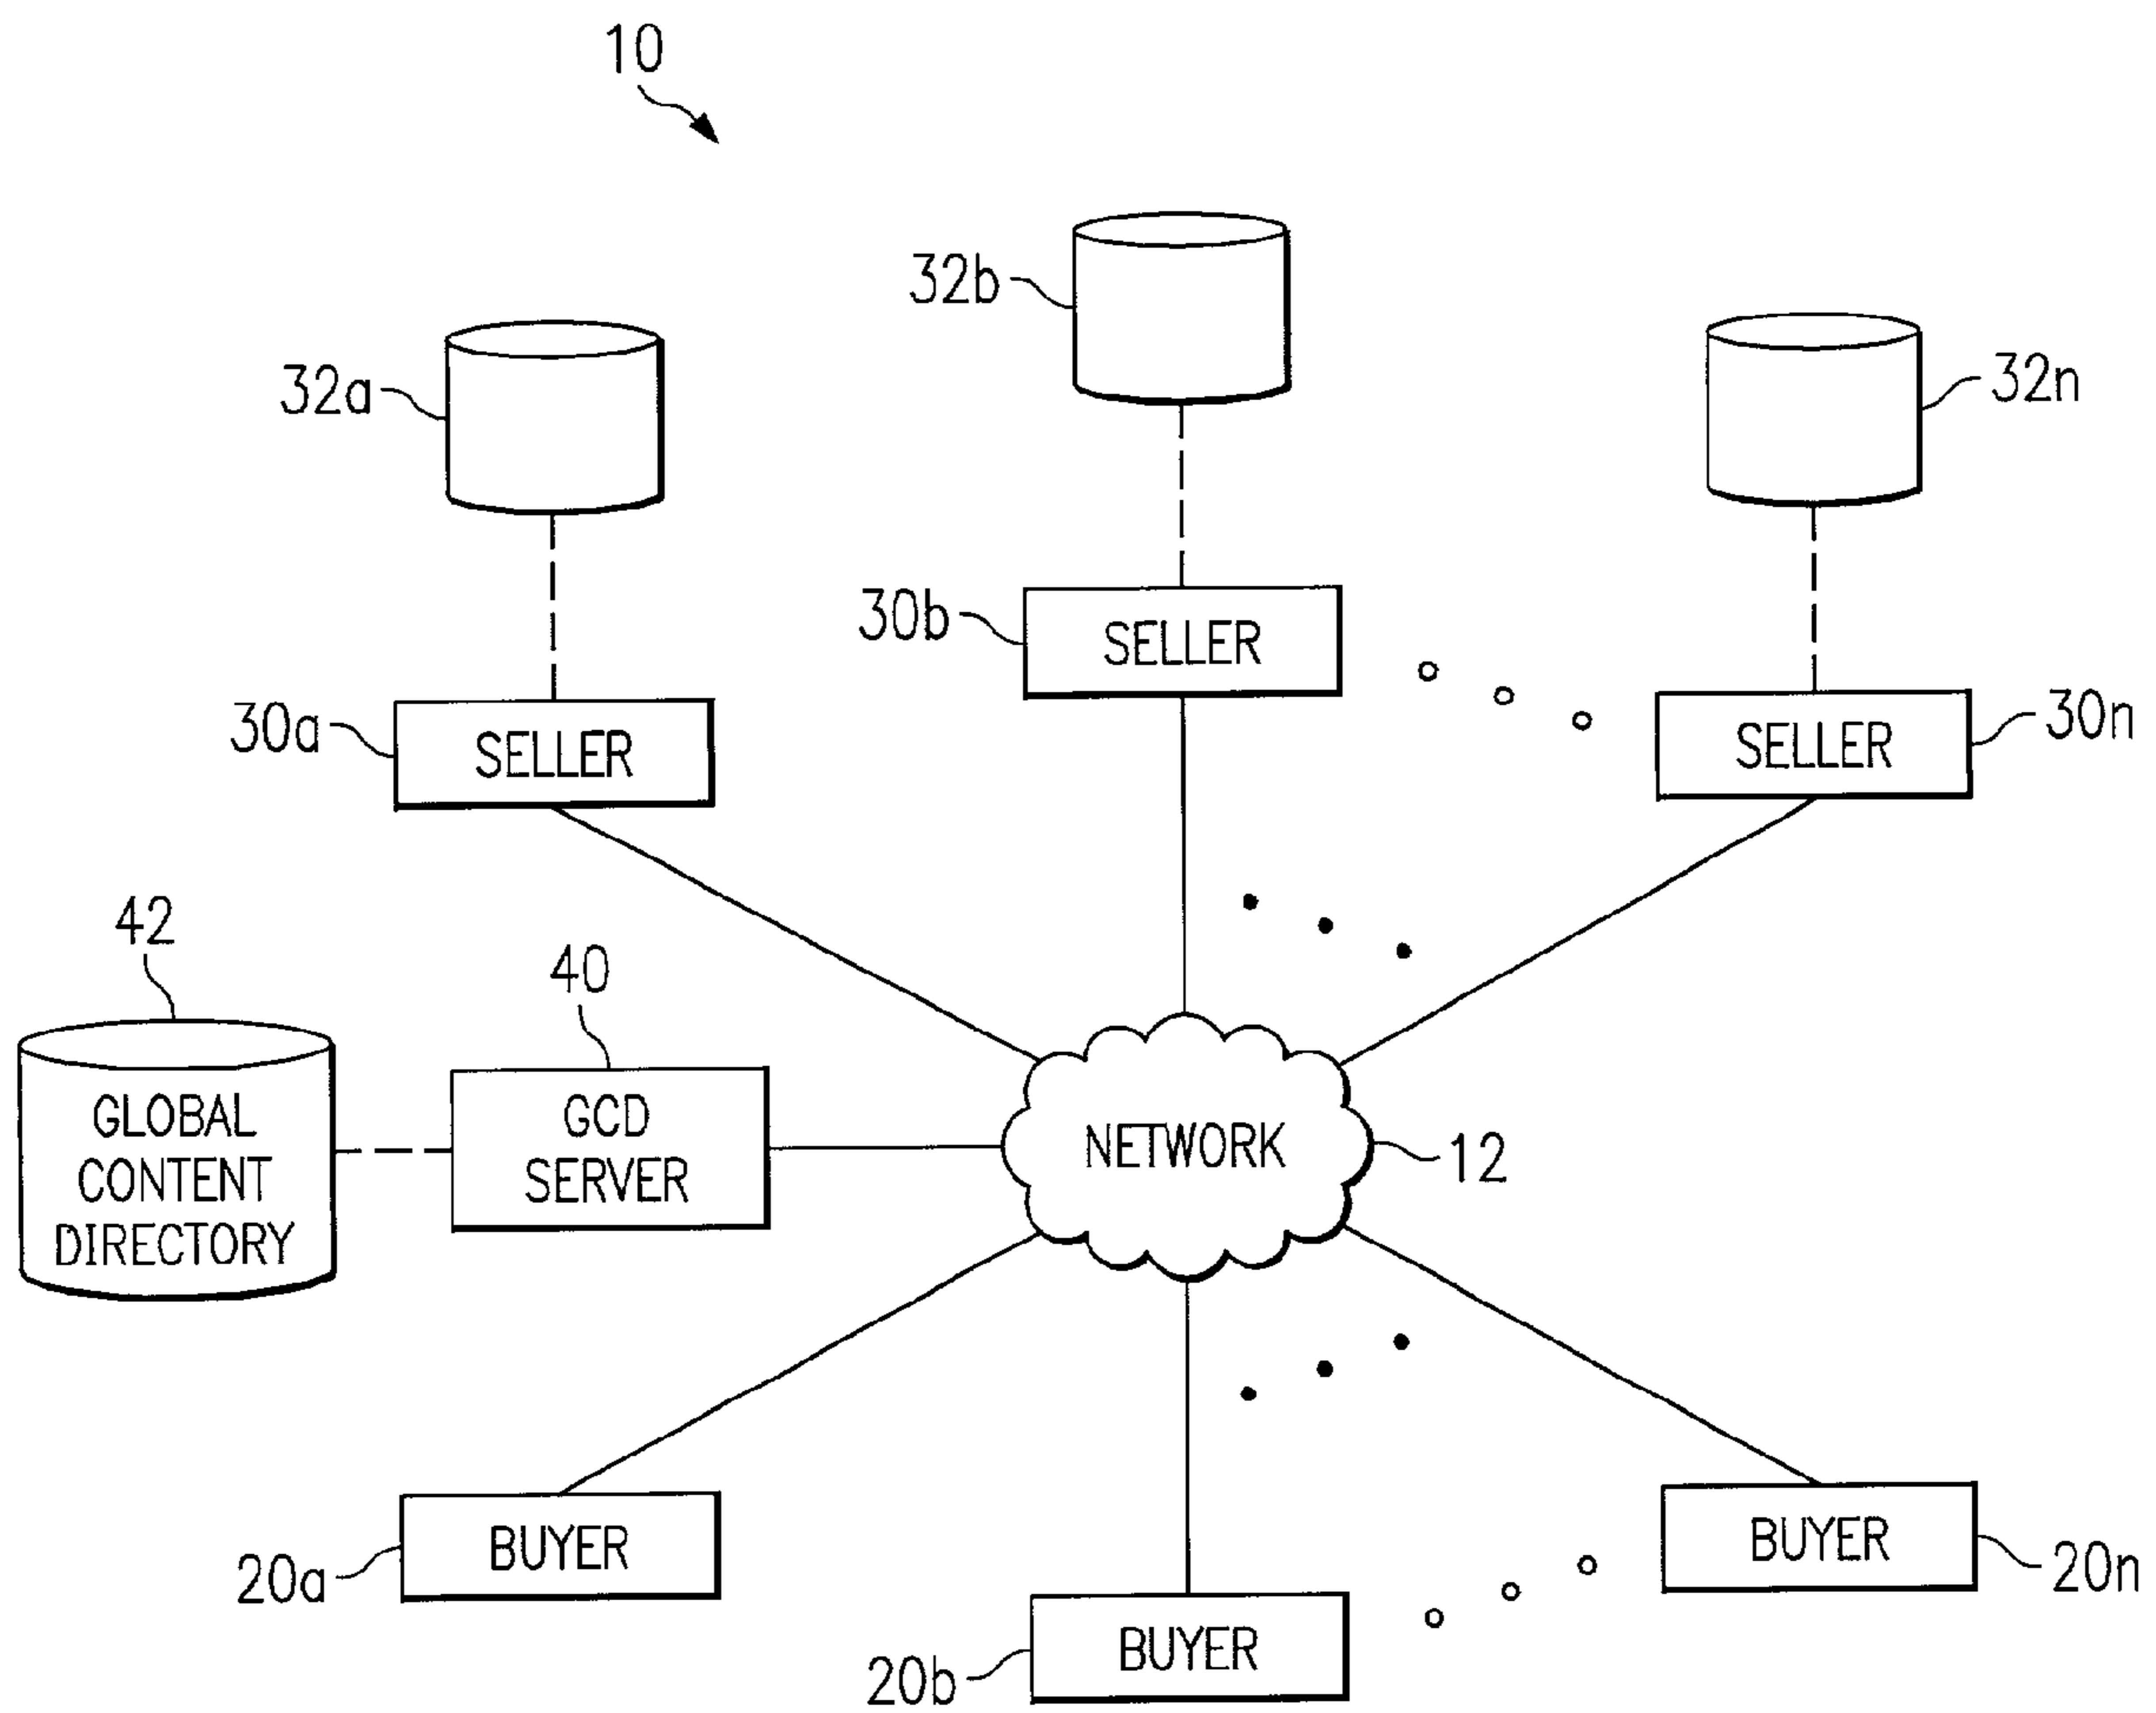 10
32b
32a
32n
30b
SELLER
30a
SELLER
SELLER
30n
42
40
GLOBAL
CONTENT
DIRECTORY
GCD
SERVER
NETWORK
12
BUYER
20a
BUYER
20n
BUYER
20b